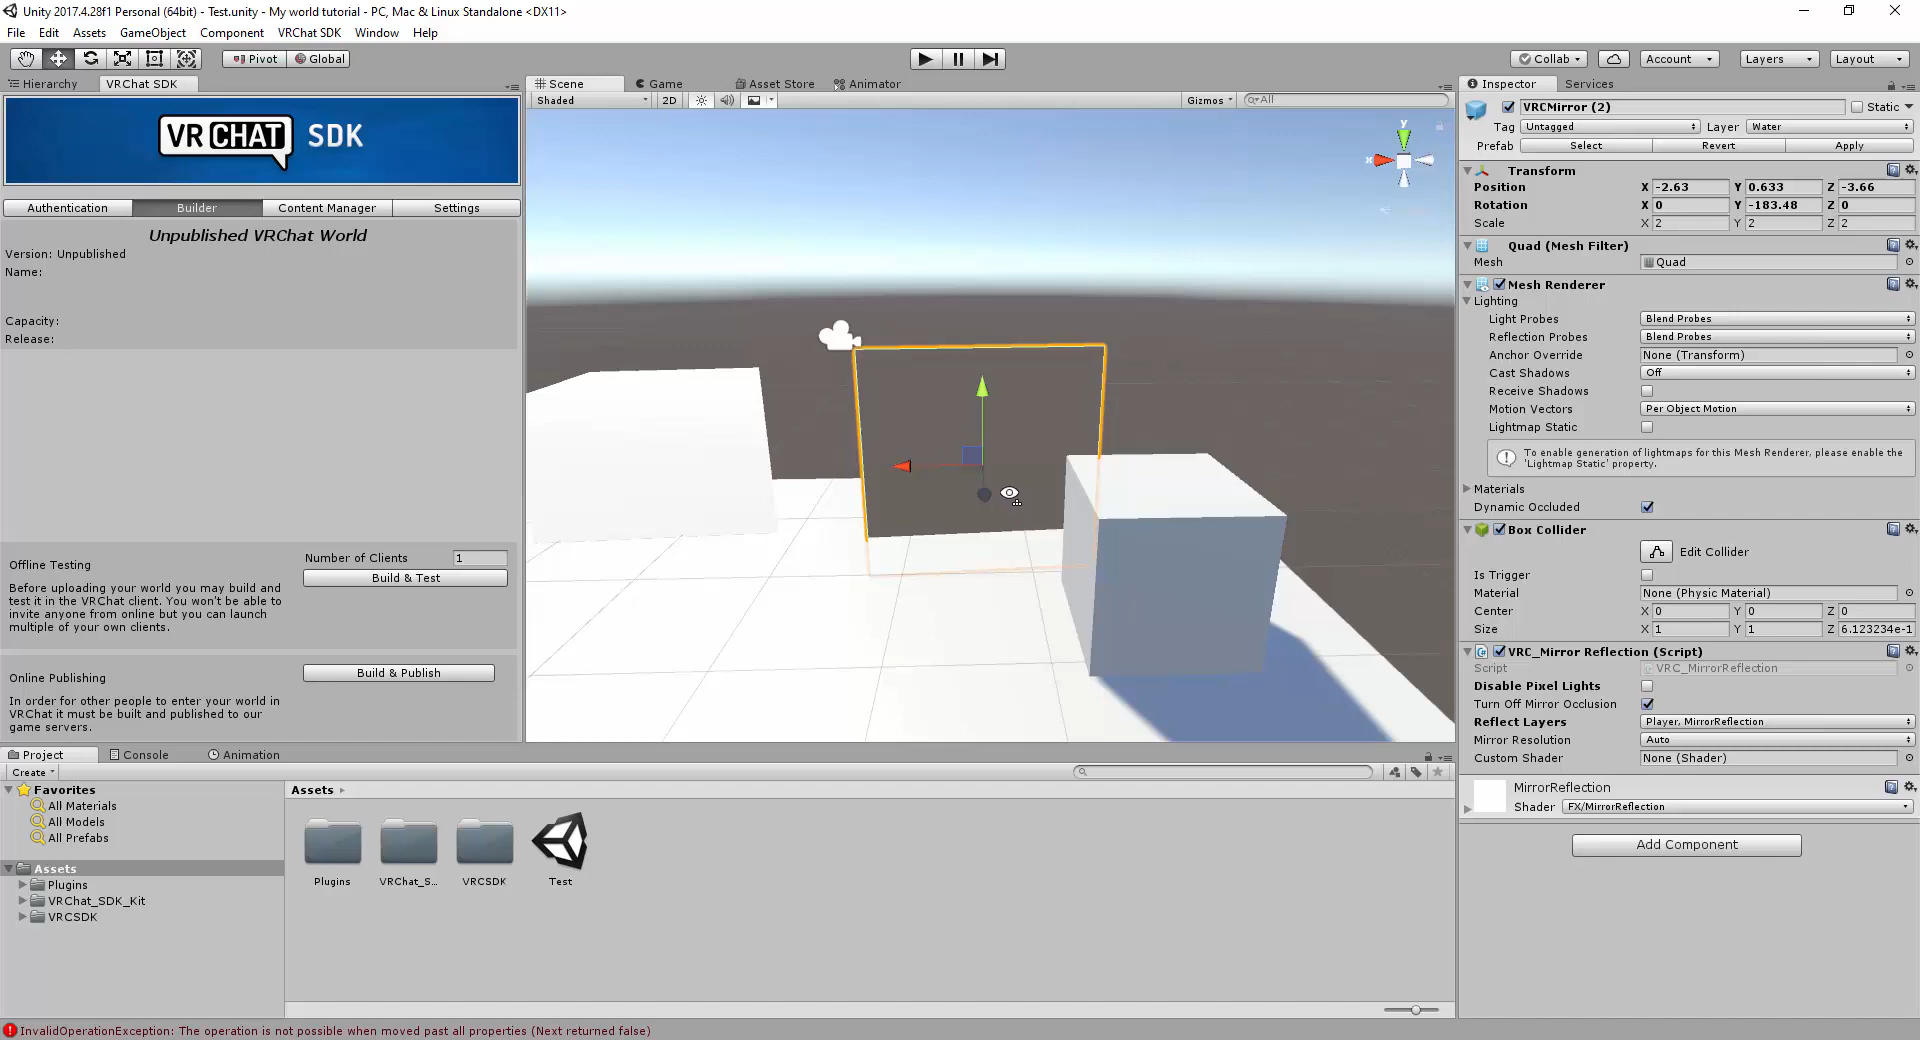 Unity 2017.4.28f1 Personal (64bit) - Test.unity - My world tutorial - PC, Mac & Linux Standalone <DX11>
File Edit Assets GameObject Component VRChat SDK Window Help
Pivot Global Collab Account Layers Layout
Hierarchy VRChat SDK
VRCHAT SDK
Authentication Builder Content Manager Settings
Unpublished VRChat World
Version: Unpublished
Name:
Capacity:
Release:
Offline Testing
Before uploading your world you may build and
test it in the VRChat client. You won't be able to
invite anyone from online but you can launch
multiple of your own clients.
Number of Clients 1
Build & Test
Online Publishing
In order for other people to enter your world in
VRChat it must be built and published to our
game servers.
Build & Publish
Scene Game Asset Store Animator
Shaded 2D Gizmos All
y
x
Inspector Services
VRCMirror (2) Static
Tag Untagged Layer Water
Prefab Select Revert Apply
Transform
Position X -2.63 Y 0.633 Z -3.66
Rotation X 0 Y -183.48 Z 0
Scale X 2 Y 2 Z 2
Quad (Mesh Filter)
Mesh Quad
Mesh Renderer
Lighting
Light Probes Blend Probes
Reflection Probes Blend Probes
Anchor Override None (Transform)
Cast Shadows Off
Receive Shadows
Motion Vectors Per Object Motion
Lightmap Static
To enable generation of lightmaps for this Mesh Renderer, please enable the
'Lightmap Static' property.
Materials
Dynamic Occluded
Box Collider
Edit Collider
Is Trigger
Material None (Physic Material)
Center X 0 Y 0 Z 0
Size X 1 Y 1 Z 6.123234e-1
VRC_Mirror Reflection (Script)
Script VRC_MirrorReflection
Disable Pixel Lights
Turn Off Mirror Occlusion
Reflect Layers Player, MirrorReflection
Mirror Resolution Auto
Custom Shader None (Shader)
MirrorReflection
Shader FX/MirrorReflection
Add Component
Project Console Animation
Create
Favorites
All Materials
All Models
All Prefabs
Assets
Plugins
VRChat_SDK_Kit
VRCSDK
Assets
Plugins VRChat_S... VRCSDK Test
InvalidOperationException: The operation is not possible when moved past all properties (Next returned false)